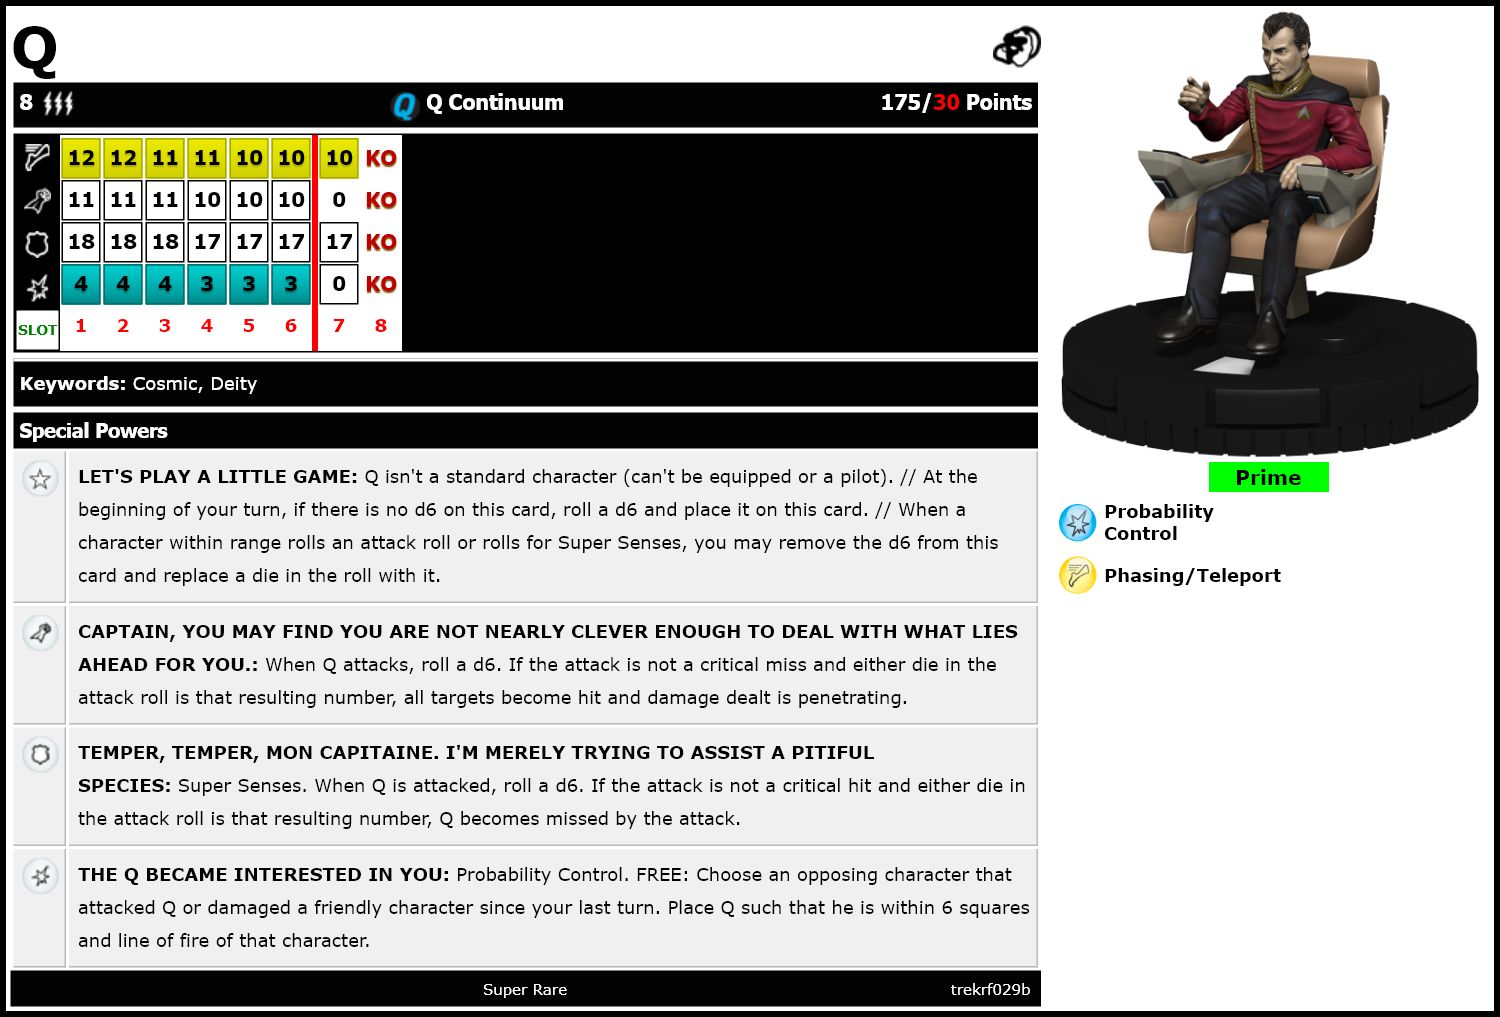 Q
8 Q Continuum 175/30 Points
12 12 11 11 10 10 10 KO
11 11 11 10 10 10 0 KO
18 18 18 17 17 17 17 KO
4 4 4 3 3 3 0 KO
SLOT 1 2 3 4 5 6 7 8
Keywords: Cosmic, Deity
Special Powers
LET'S PLAY A LITTLE GAME: Q isn't a standard character (can't be equipped or a pilot). // At the
beginning of your turn, if there is no d6 on this card, roll a d6 and place it on this card. // When a
character within range rolls an attack roll or rolls for Super Senses, you may remove the d6 from this
card and replace a die in the roll with it.
CAPTAIN, YOU MAY FIND YOU ARE NOT NEARLY CLEVER ENOUGH TO DEAL WITH WHAT LIES
AHEAD FOR YOU.: When Q attacks, roll a d6. If the attack is not a critical miss and either die in the
attack roll is that resulting number, all targets become hit and damage dealt is penetrating.
TEMPER, TEMPER, MON CAPITAINE. I'M MERELY TRYING TO ASSIST A PITIFUL
SPECIES: Super Senses. When Q is attacked, roll a d6. If the attack is not a critical hit and either die in
the attack roll is that resulting number, Q becomes missed by the attack.
THE Q BECAME INTERESTED IN YOU: Probability Control. FREE: Choose an opposing character that
attacked Q or damaged a friendly character since your last turn. Place Q such that he is within 6 squares
and line of fire of that character.
Super Rare trekrf029b
Prime
Probability
Control
Phasing/Teleport